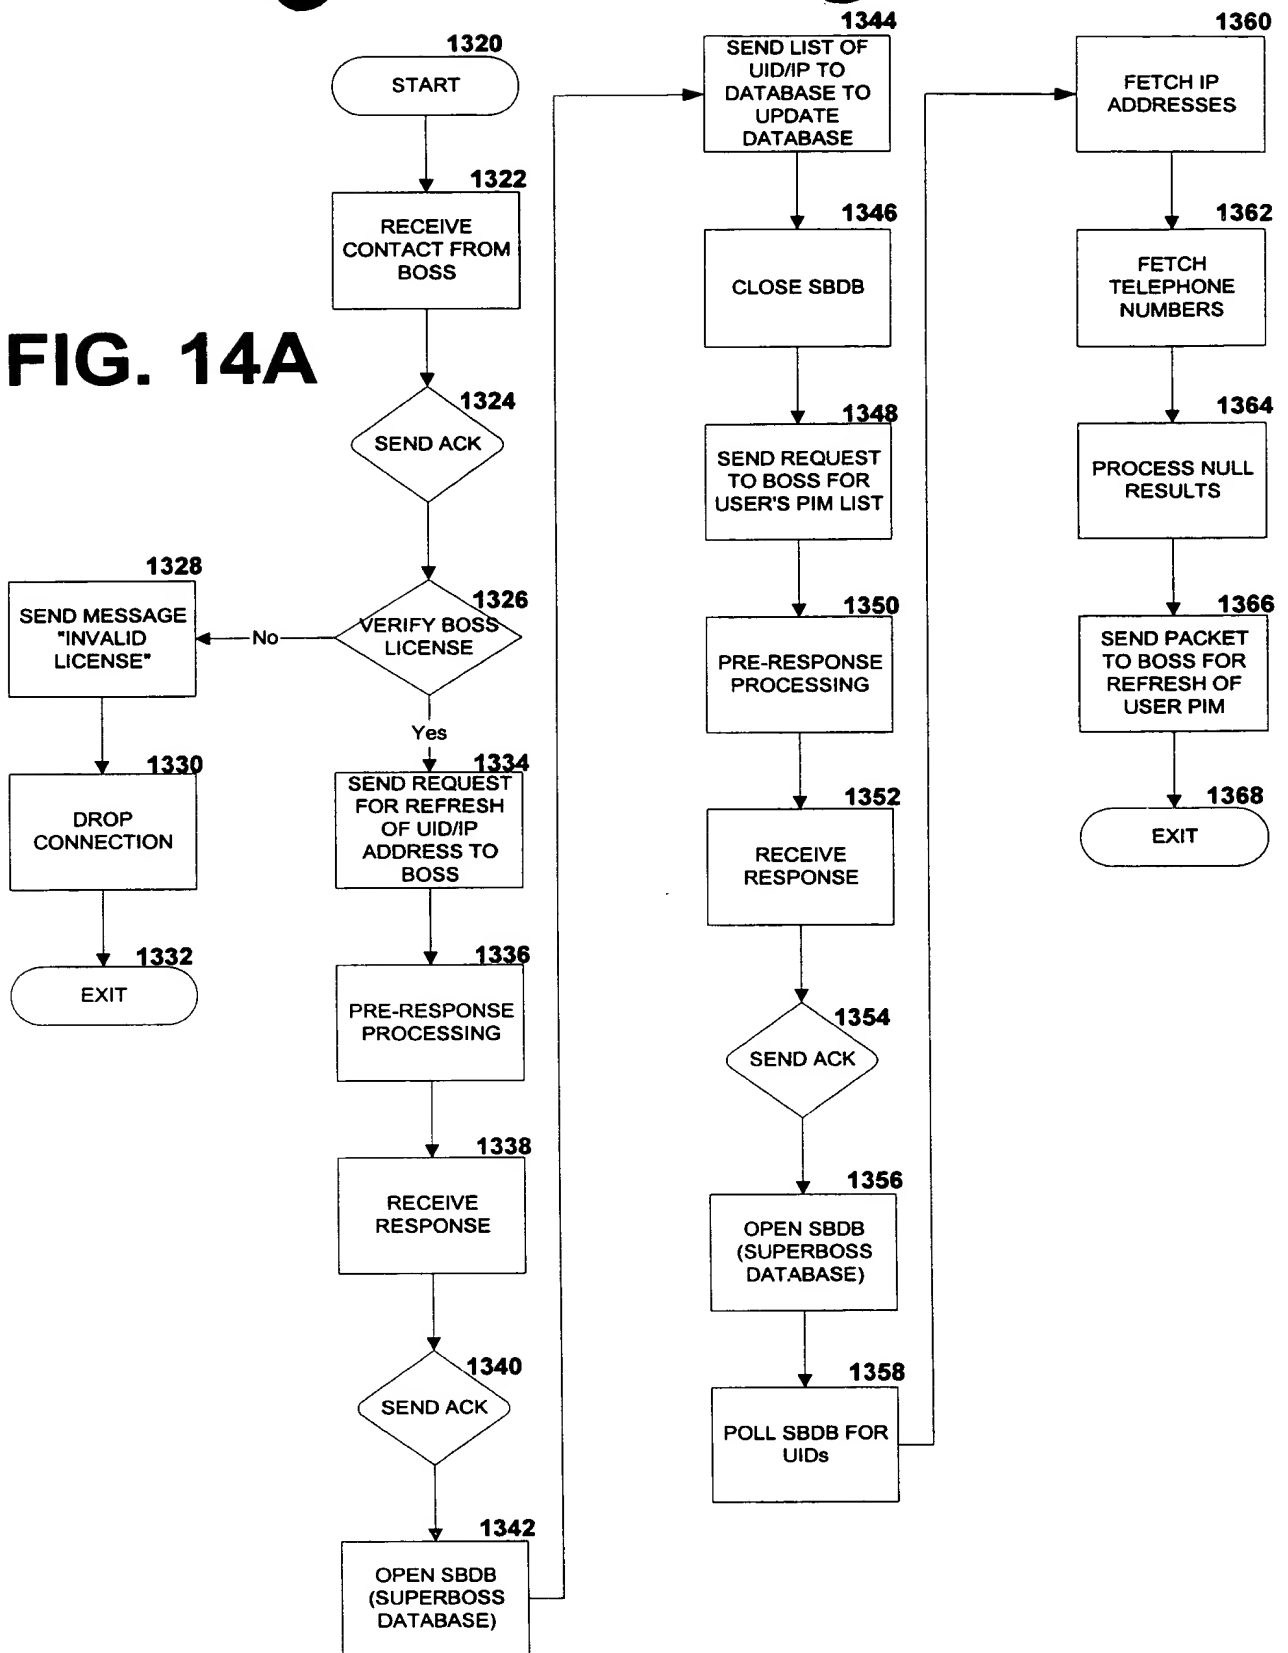 FIG. 14A
1320
START
1322
RECEIVE
CONTACT FROM
BOSS
1324
SEND ACK
1326
VERIFY BOSS
LICENSE
No
1328
SEND MESSAGE
"INVALID
LICENSE"
1330
DROP
CONNECTION
1332
EXIT
Yes
1334
SEND REQUEST
FOR REFRESH
OF UID/IP
ADDRESS TO
BOSS
1336
PRE-RESPONSE
PROCESSING
1338
RECEIVE
RESPONSE
1340
SEND ACK
1342
OPEN SBDB
(SUPERBOSS
DATABASE)
1344
SEND LIST OF
UID/IP TO
DATABASE TO
UPDATE
DATABASE
1346
CLOSE SBDB
1348
SEND REQUEST
TO BOSS FOR
USER'S PIM LIST
1350
PRE-RESPONSE
PROCESSING
1352
RECEIVE
RESPONSE
1354
SEND ACK
1356
OPEN SBDB
(SUPERBOSS
DATABASE)
1358
POLL SBDB FOR
UIDs
1360
FETCH IP
ADDRESSES
1362
FETCH
TELEPHONE
NUMBERS
1364
PROCESS NULL
RESULTS
1366
SEND PACKET
TO BOSS FOR
REFRESH OF
USER PIM
1368
EXIT